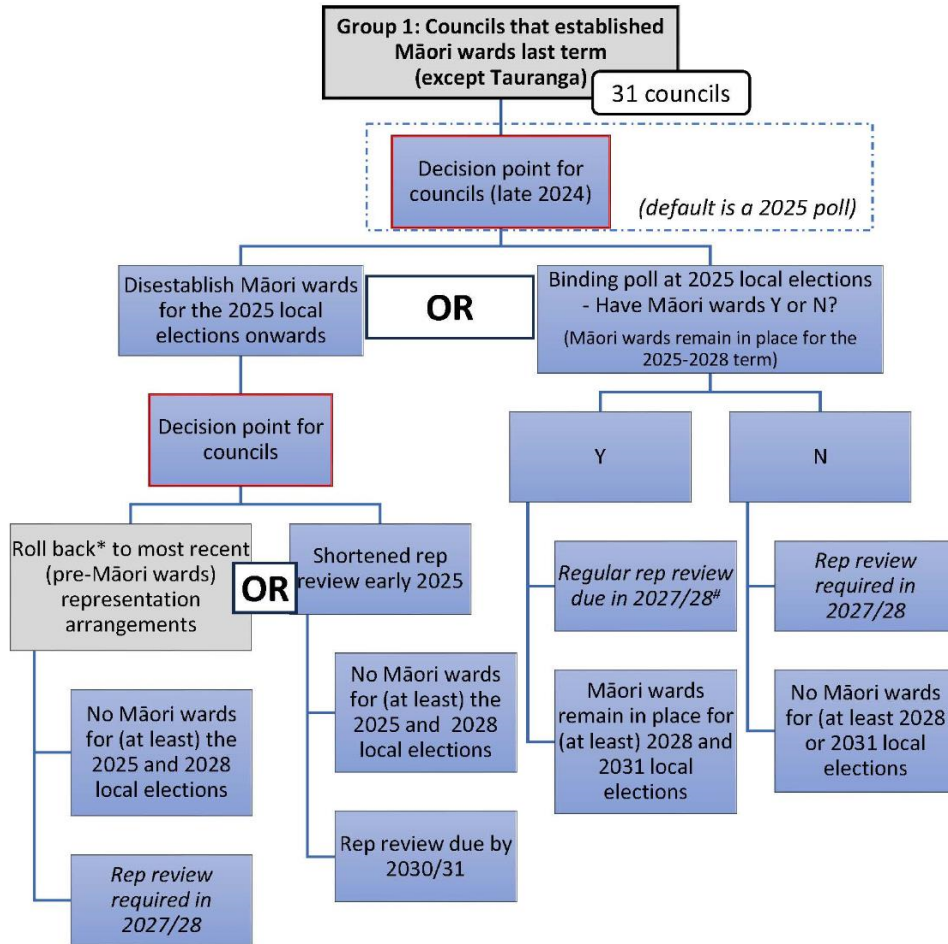 Group 1: Councils that established
Māori wards last term
(except Tauranga)
31 councils
Decision point for
councils (late 2024)
(default is a 2025 poll)
Disestablish Māori wards
for the 2025 local
elections onwards
OR
Binding poll at 2025 local elections
- Have Māori wards Y or N?
(Māori wards remain in place for the
2025-2028 term)
Decision point for
councils
Y
N
Roll back* to most recent
(pre-Māori wards)
representation
arrangements
OR
Shortened rep
review early 2025
Regular rep review
due in 2027/28#
Rep review
required in
2027/28
No Māori wards
for (at least) the
2025 and 2028
local elections
No Māori wards
for (at least) the
2025 and 2028
local elections
Māori wards
remain in place for
(at least) 2028 and
2031 local
elections
No Māori wards
for (at least 2028
or 2031 local
elections)
Rep review
required in
2027/28
Rep review due by
2030/31